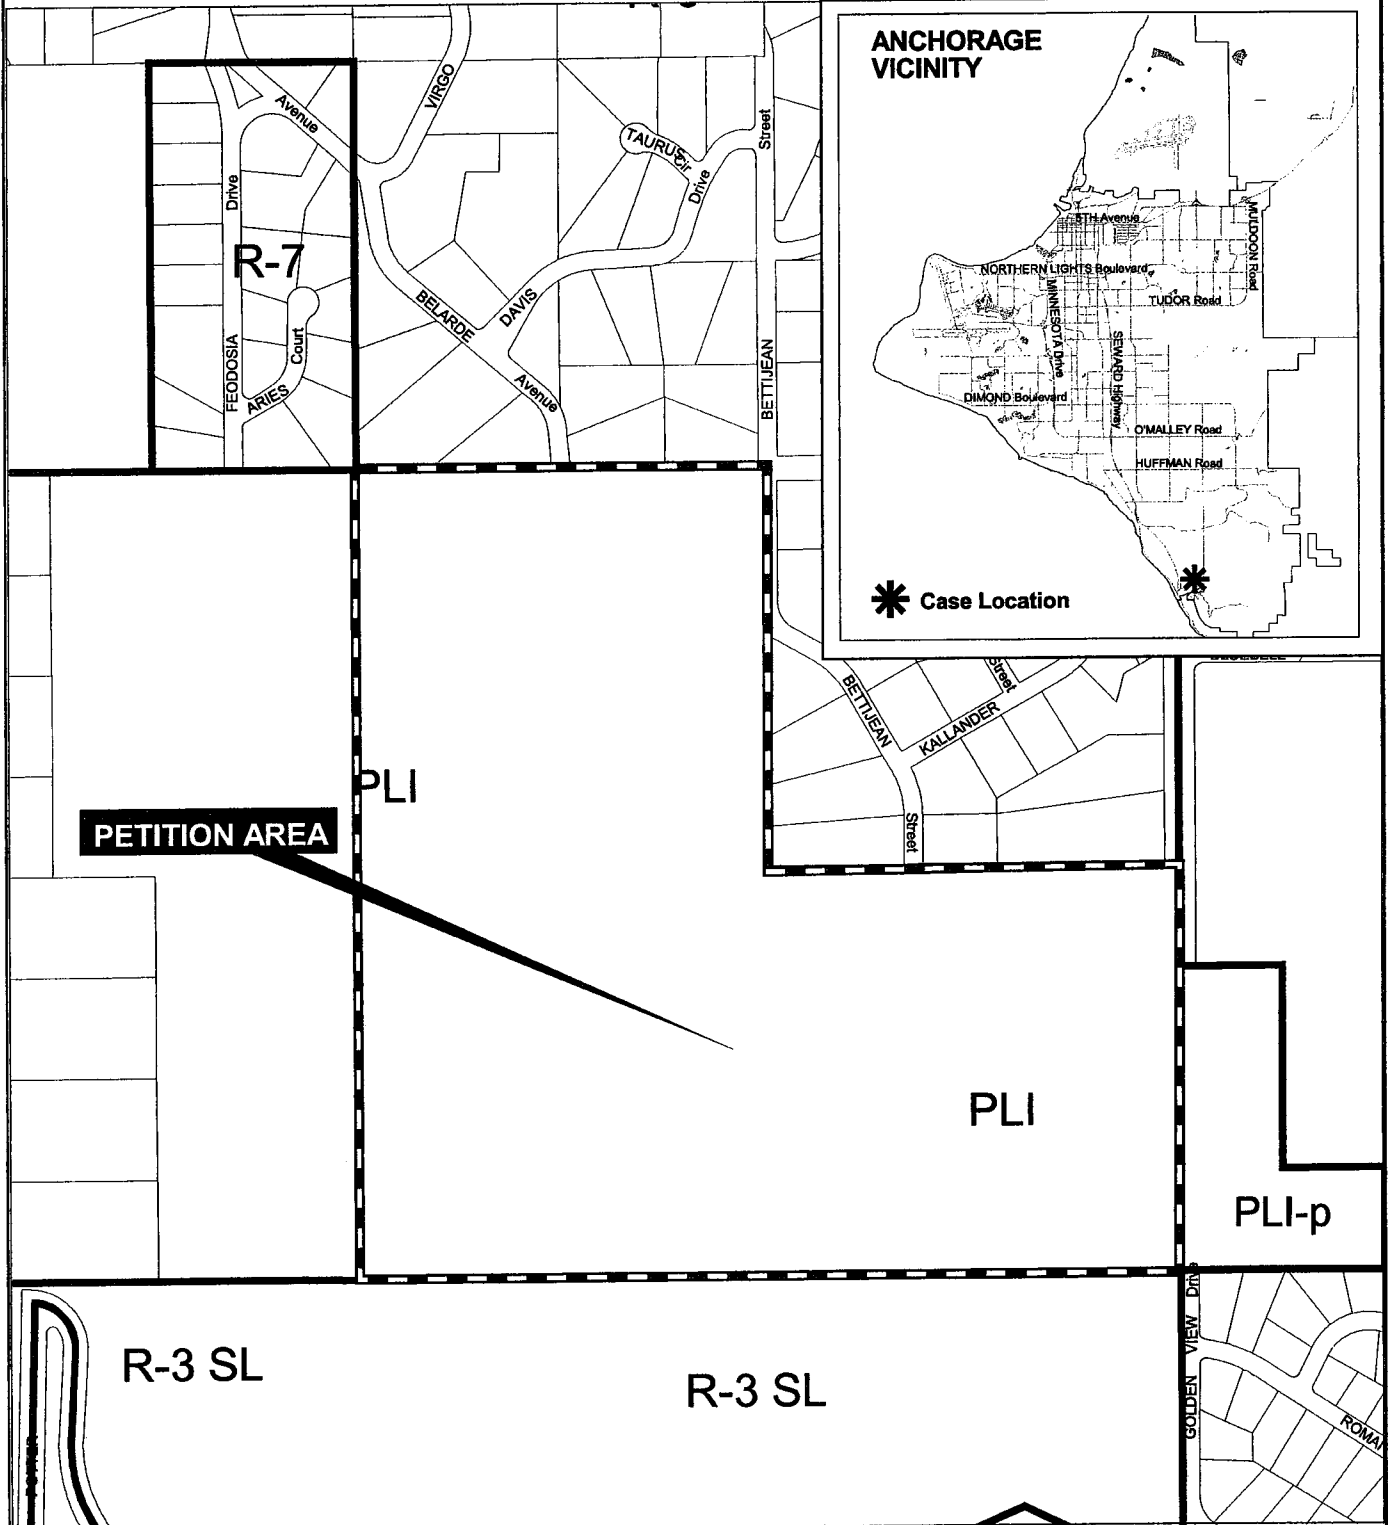 ANCHORAGE
VICINITY
5TH Avenue
MULDOON Road
NORTHERN LIGHTS Boulevard
TUDOR Road
MINNESOTA Drive
SEWARD Highway
DIMOND Boulevard
O'MALLEY Road
HUFFMAN Road
Case Location
VIRGO
Avenue
TAURUS Cir
Street
Drive
Drive
R-7
BELARDE
DAVIS
Court
FEODOSIA
ARIES
Avenue
BETTIJEAN
Street
BETTIJEAN
KALLANDER
PLI
PETITION AREA
Street
PLI
PLI-p
Drive
VIEW
R-3 SL
R-3 SL
GOLDEN
POTTER